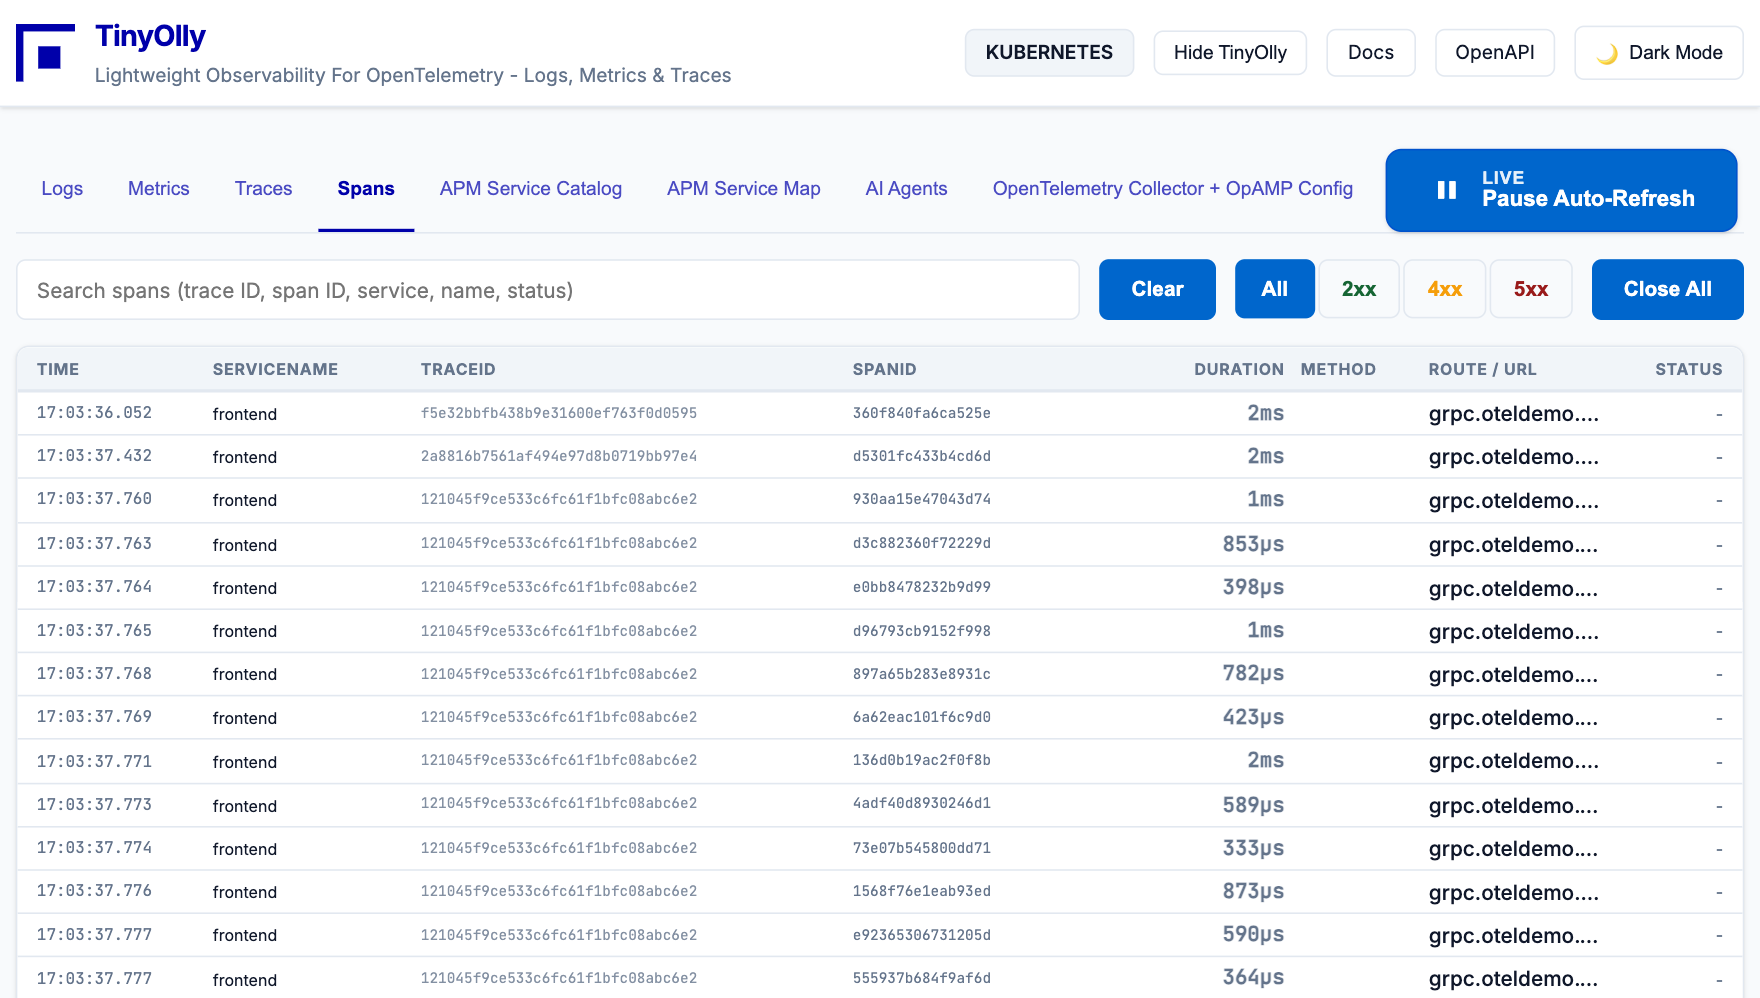 TinyOlly
Lightweight Observability For OpenTelemetry - Logs, Metrics & Traces
KUBERNETES Hide TinyOlly Docs OpenAPI 🌙 Dark Mode
Logs Metrics Traces Spans APM Service Catalog APM Service Map AI Agents OpenTelemetry Collector + OpAMP Config
LIVE
Pause Auto-Refresh
Search spans (trace ID, span ID, service, name, status) Clear All 2xx 4xx 5xx Close All
TIME SERVICENAME TRACEID SPANID DURATION METHOD ROUTE / URL STATUS
17:03:36.052 frontend f5e32bbfb438b9e31600ef763f0d0595 360f840fa6ca525e 2ms grpc.oteldemo.... -
17:03:37.432 frontend 2a8816b7561af494e97d8b0719bb97e4 d5301fc433b4cd6d 2ms grpc.oteldemo.... -
17:03:37.760 frontend 121045f9ce533c6fc61f1bfc08abc6e2 930aa15e47043d74 1ms grpc.oteldemo.... -
17:03:37.763 frontend 121045f9ce533c6fc61f1bfc08abc6e2 d3c882360f72229d 853µs grpc.oteldemo.... -
17:03:37.764 frontend 121045f9ce533c6fc61f1bfc08abc6e2 e0bb8478232b9d99 398µs grpc.oteldemo.... -
17:03:37.765 frontend 121045f9ce533c6fc61f1bfc08abc6e2 d96793cb9152f998 1ms grpc.oteldemo.... -
17:03:37.768 frontend 121045f9ce533c6fc61f1bfc08abc6e2 897a65b283e8931c 782µs grpc.oteldemo.... -
17:03:37.769 frontend 121045f9ce533c6fc61f1bfc08abc6e2 6a62eac101f6c9d0 423µs grpc.oteldemo.... -
17:03:37.771 frontend 121045f9ce533c6fc61f1bfc08abc6e2 136d0b19ac2f0f8b 2ms grpc.oteldemo.... -
17:03:37.773 frontend 121045f9ce533c6fc61f1bfc08abc6e2 4adf40d8930246d1 589µs grpc.oteldemo.... -
17:03:37.774 frontend 121045f9ce533c6fc61f1bfc08abc6e2 73e07b545800dd71 333µs grpc.oteldemo.... -
17:03:37.776 frontend 121045f9ce533c6fc61f1bfc08abc6e2 1568f76e1eab93ed 873µs grpc.oteldemo.... -
17:03:37.777 frontend 121045f9ce533c6fc61f1bfc08abc6e2 e92365306731205d 590µs grpc.oteldemo.... -
17:03:37.777 frontend 121045f9ce533c6fc61f1bfc08abc6e2 555937b684f9af6d 364µs grpc.oteldemo.... -